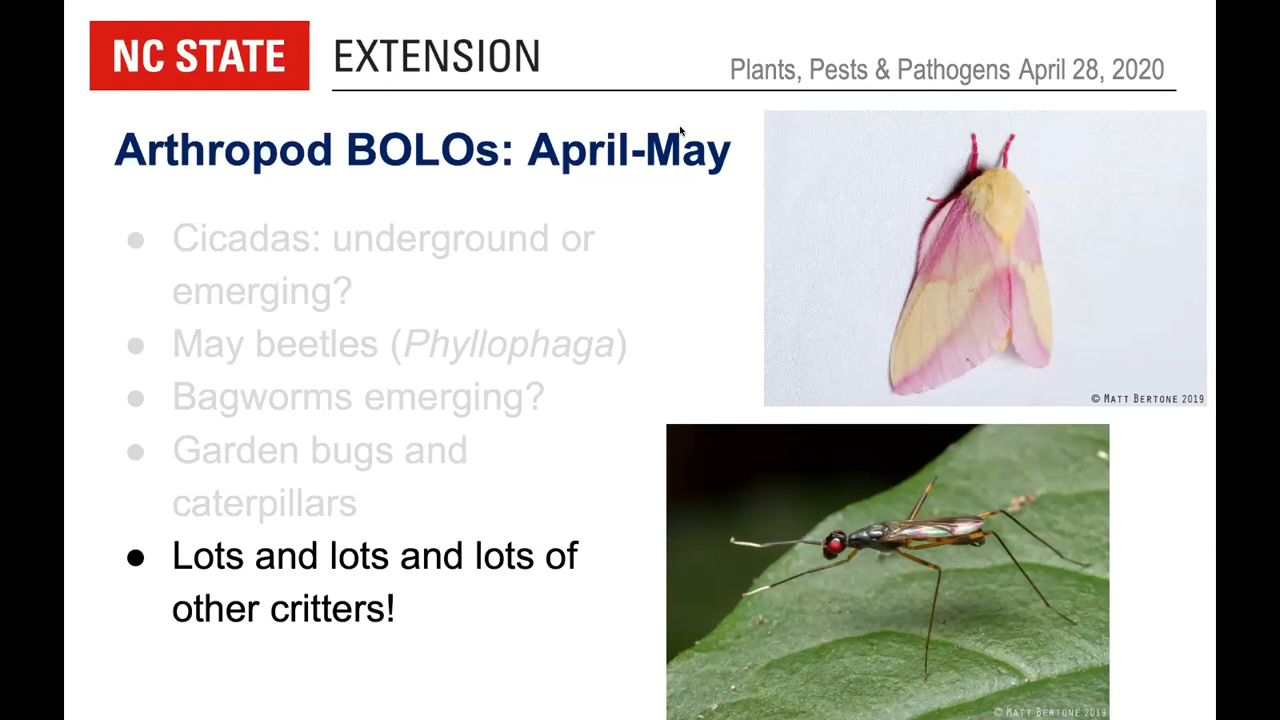 NC STATE EXTENSION
Plants, Pests & Pathogens April 28, 2020
Arthropod BOLOs: April-May
● Cicadas: underground or
emerging?
● May beetles (Phyllophaga)
● Bagworms emerging?
● Garden bugs and
caterpillars
● Lots and lots and lots of
other critters!
© MATT BERTONE 2019
© MATT BERTONE 2019